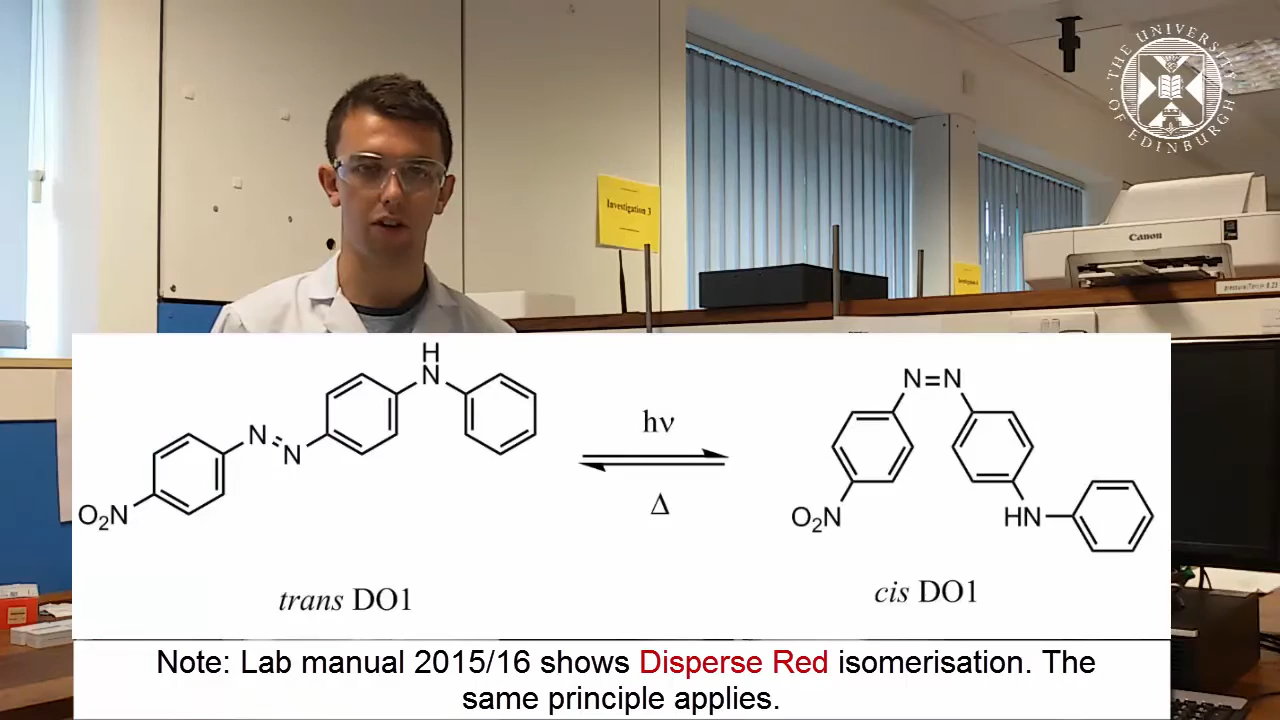 THE UNIVERSITY
OF EDINBURGH
Investigation 3
Canon
H
N
N
N
O₂N
hν
Δ
trans DO1
N=N
O₂N
HN
cis DO1
Note: Lab manual 2015/16 shows Disperse Red isomerisation. The
same principle applies.